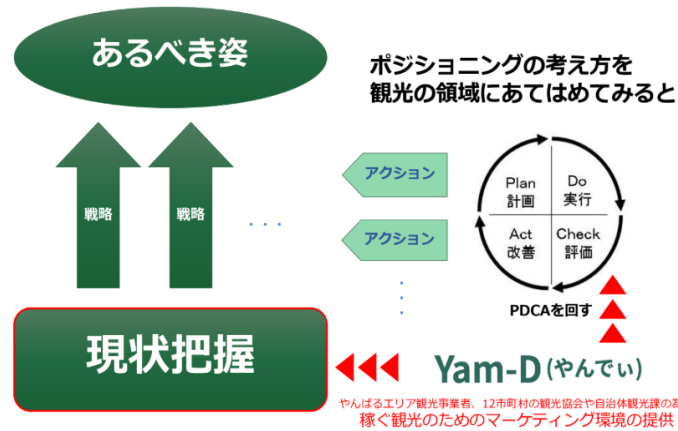 あるべき姿
ポジショニングの考え方を
観光の領域にあてはめてみると
戦略
戦略
・・・
アクション
アクション
Plan
計画
Do
実行
Act
改善
Check
評価
PDCAを回す
現状把握
Yam-D(やんでぃ)
やんばるエリア観光事業者、12市町村の観光協会や自治体観光課の為
稼ぐ観光のためのマーケティング環境の提供